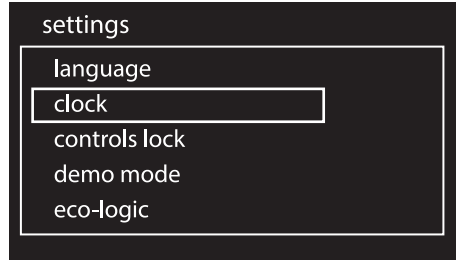 settings
language
clock
controls lock
demo mode
eco-logic